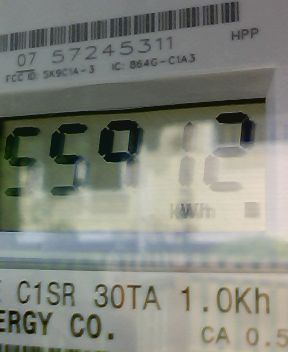 07 57245311
HPP
FCC ID: SK9C1A-3 IC: 864G-C1A3
55912
kWh
C1SR 30TA 1.0Kh
ERGY CO.
CA 0.5